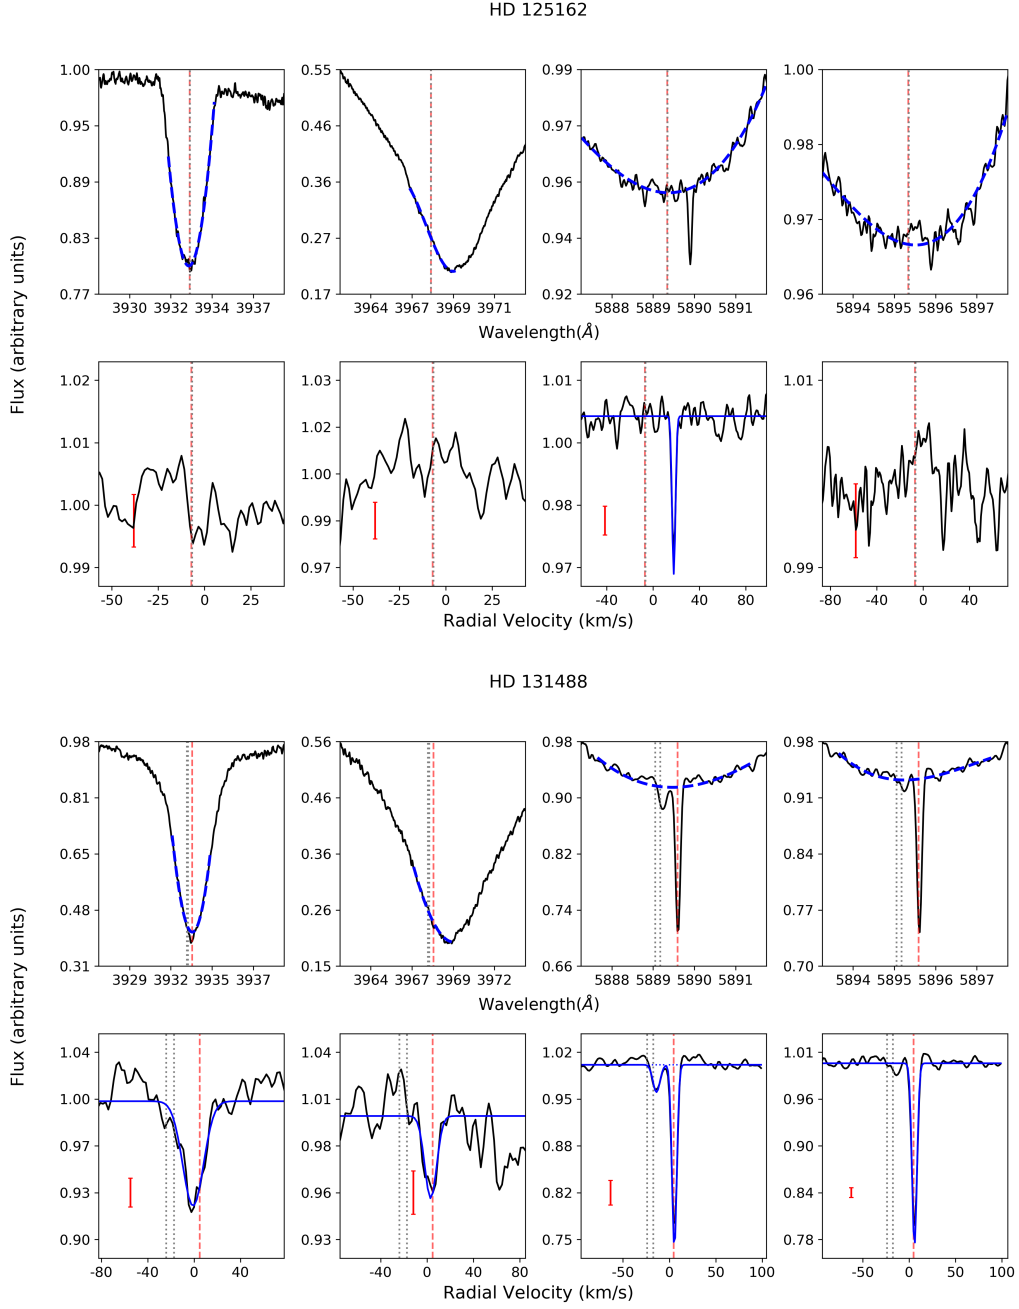 HD 125162
Flux (arbitrary units)
1.00 0.55 0.99 1.00
0.95 0.46 0.97 0.98
0.89 0.36 0.96
0.83 0.27 0.94 0.97
0.77 0.17 0.92 0.96
3930 3932 3934 3937 3964 3967 3969 3971 5888 5889 5890 5891 5894 5895 5896 5897
Wavelength(Å)
1.02 1.03 1.01 1.01
1.01 1.02 1.00
1.00 1.00 0.98
0.99 0.99 0.97 0.99
0.97
-50 -25 0 25 -50 -25 0 25 -40 0 40 80 -80 -40 0 40
Radial Velocity (km/s)
HD 131488
Flux (arbitrary units)
0.98 0.56 0.98 0.98
0.81 0.46 0.90 0.91
0.65 0.36 0.82 0.84
0.48 0.26 0.74 0.77
0.31 0.15 0.66 0.70
3929 3932 3935 3937 3964 3967 3969 3972 5888 5889 5890 5891 5894 5895 5896 5897
Wavelength(Å)
1.04 1.04 1.02 1.01
1.00 1.01 0.95 0.96
0.97 0.98 0.88 0.90
0.93 0.96 0.82 0.84
0.90 0.93 0.75 0.78
-80 -40 0 40 -40 0 40 80 -50 0 50 100 -50 0 50 100
Radial Velocity (km/s)